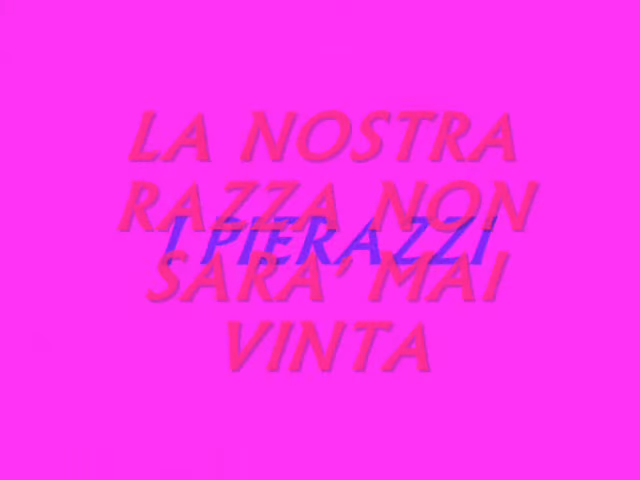 LA NOSTRA
RAZZA NON
I PIERAZZI
SARA' MAI
VINTA